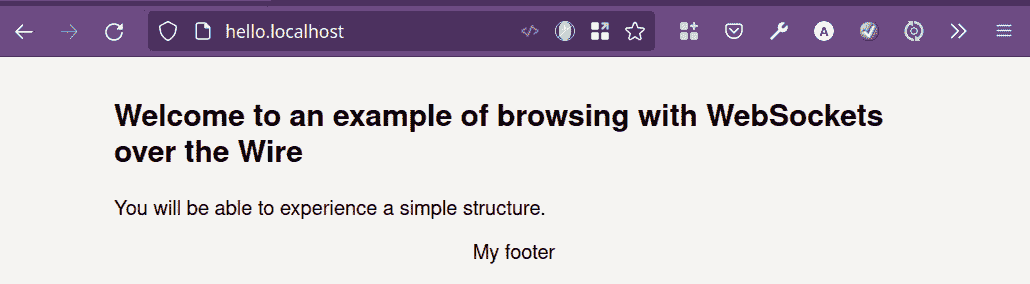 hello.localhost
A
Welcome to an example of browsing with WebSockets
over the Wire
You will be able to experience a simple structure.
My footer